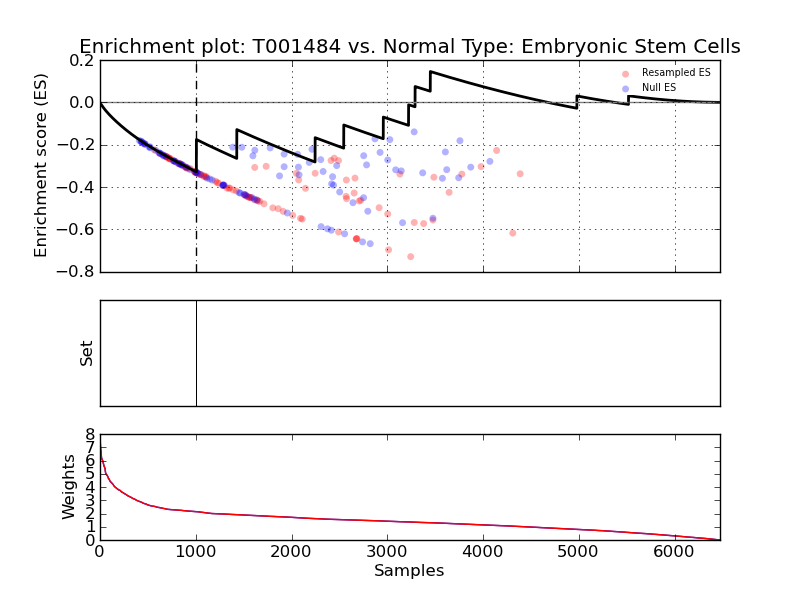 Enrichment plot: T001484 vs. Normal Type: Embryonic Stem Cells
Enrichment score (ES)
0.2
0.0
−0.2
−0.4
−0.6
−0.8
Resampled ES
Null ES
Set
Weights
8
7
6
5
4
3
2
1
0
0 1000 2000 3000 4000 5000 6000
Samples